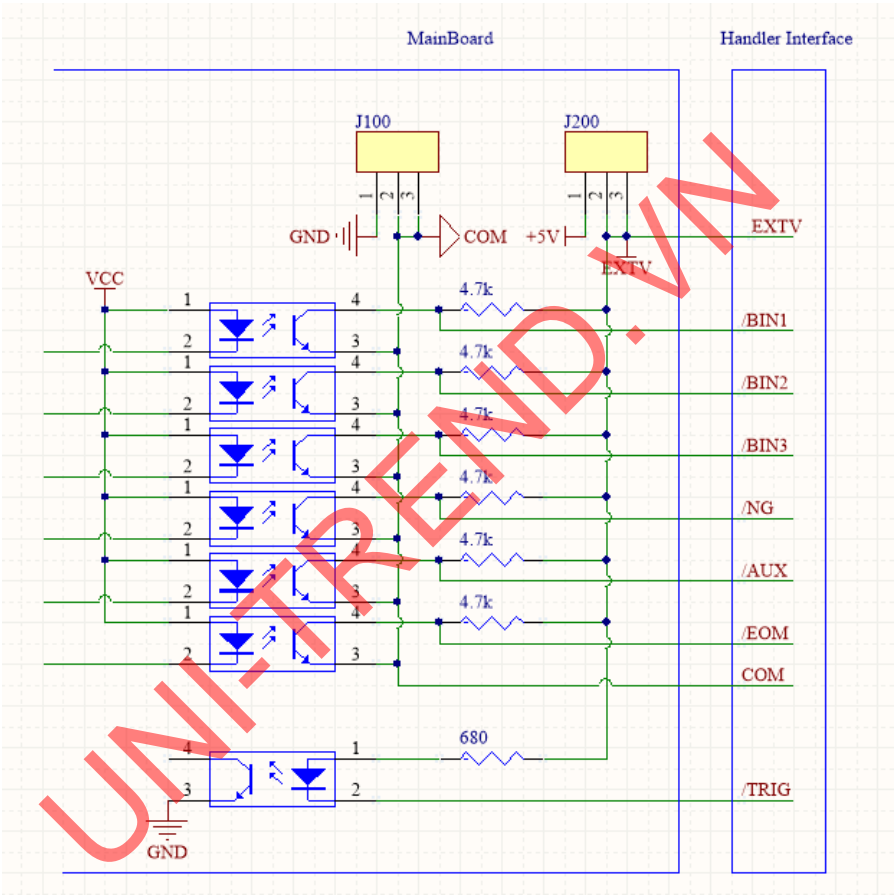 MainBoard Handler Interface
J100 J200
1 2 3 1 2 3
GND COM +5V EXTV
EXTV
VCC
1 4 4.7k
/BIN1
2 3 4.7k
1 4
/BIN2
2 3 4.7k
1 4
/BIN3
2 3 4.7k
1 4
/NG
2 3 4.7k
1 4
/AUX
2 3 4.7k
1 4
/EOM
2 3
COM
680
4 1
3 2 /TRIG
GND
UNI-TREND.VN